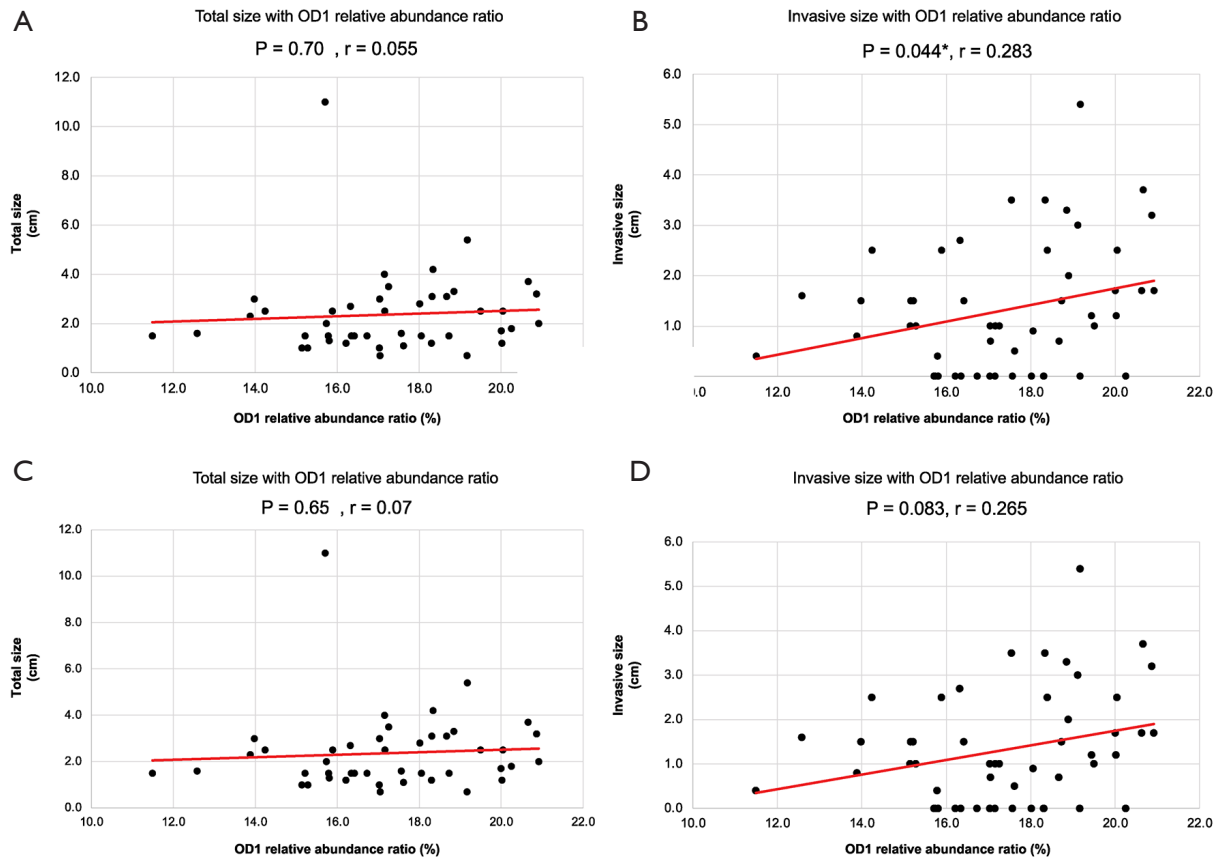 A
Total size with OD1 relative abundance ratio
P = 0.70 , r = 0.055
12.0
10.0
8.0
6.0
4.0
2.0
0.0
Total size
(cm)
10.0 12.0 14.0 16.0 18.0 20.0 22.0
OD1 relative abundance ratio (%)
B
Invasive size with OD1 relative abundance ratio
P = 0.044*, r = 0.283
6.0
5.0
4.0
3.0
2.0
1.0
Invasive size
(cm)
0.0 12.0 14.0 16.0 18.0 20.0 22.0
OD1 relative abundance ratio (%)
C
Total size with OD1 relative abundance ratio
P = 0.65 , r = 0.07
12.0
10.0
8.0
6.0
4.0
2.0
0.0
Total size
(cm)
10.0 12.0 14.0 16.0 18.0 20.0 22.0
OD1 relative abundance ratio (%)
D
Invasive size with OD1 relative abundance ratio
P = 0.083, r = 0.265
6.0
5.0
4.0
3.0
2.0
1.0
0.0
Invasive size
(cm)
10.0 12.0 14.0 16.0 18.0 20.0 22.0
OD1 relative abundance ratio (%)